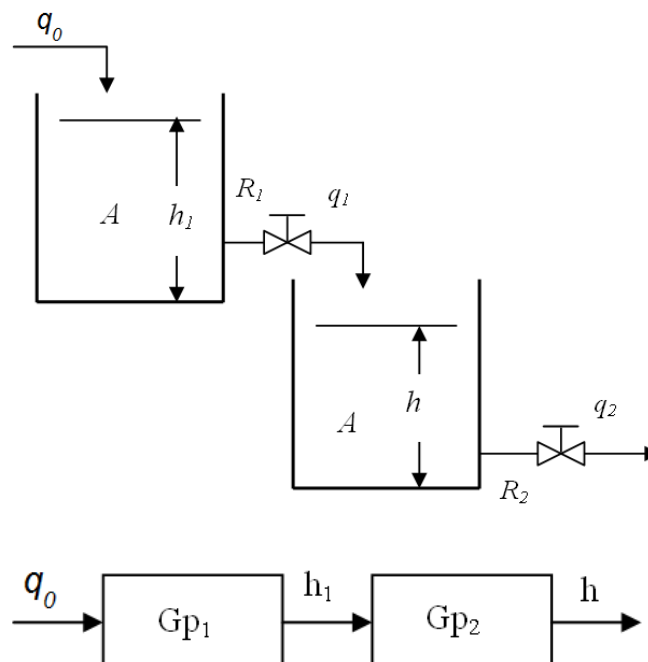 q₀
R₁ q₁
A h₁
h q₂
A
R₂
q₀ h₁ h
Gp₁ Gp₂